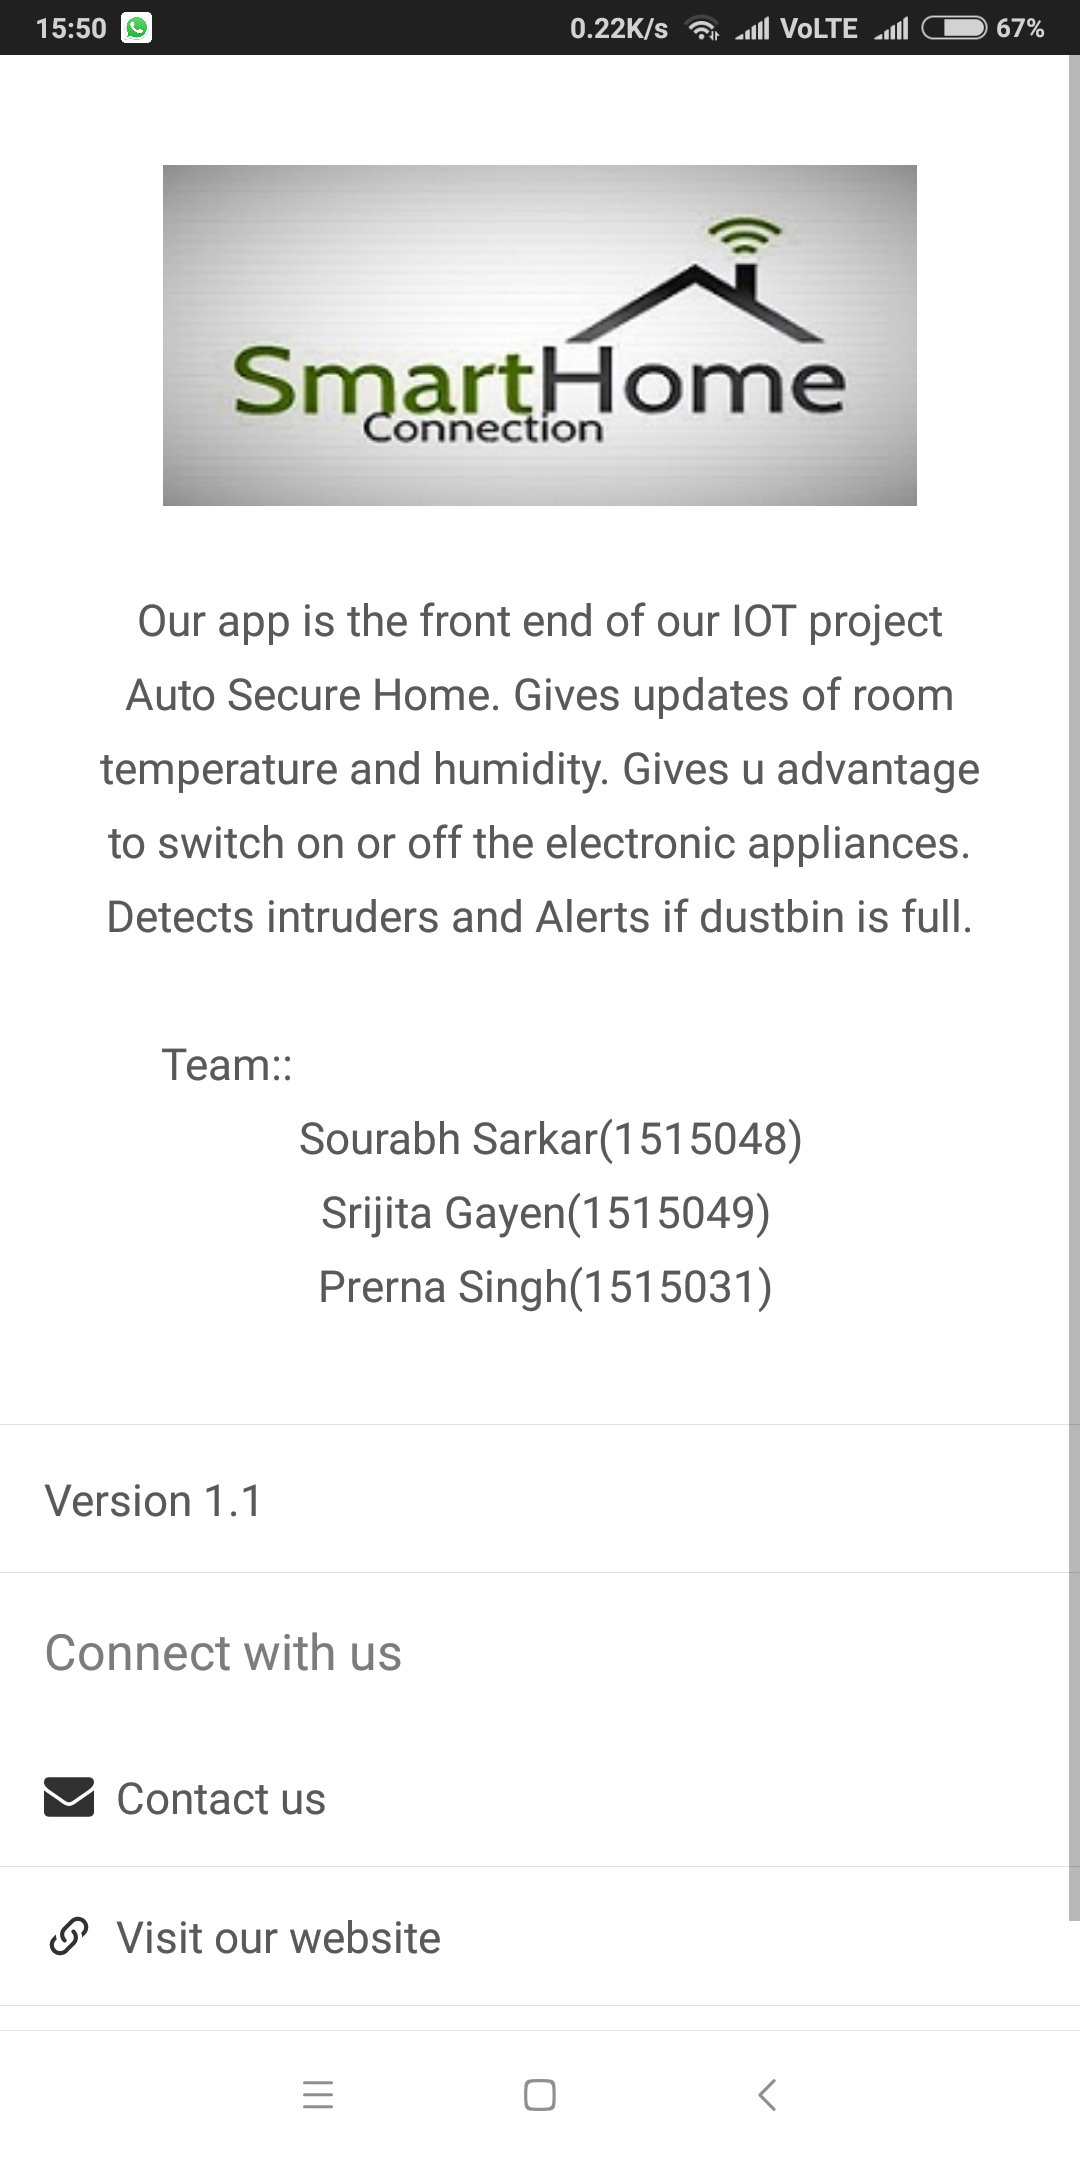 15:50 0.22K/s VoLTE 67%
SmartHome
Connection
Our app is the front end of our IOT project
Auto Secure Home. Gives updates of room
temperature and humidity. Gives u advantage
to switch on or off the electronic appliances.
Detects intruders and Alerts if dustbin is full.
Team::
Sourabh Sarkar(1515048)
Srijita Gayen(1515049)
Prerna Singh(1515031)
Version 1.1
Connect with us
Contact us
Visit our website